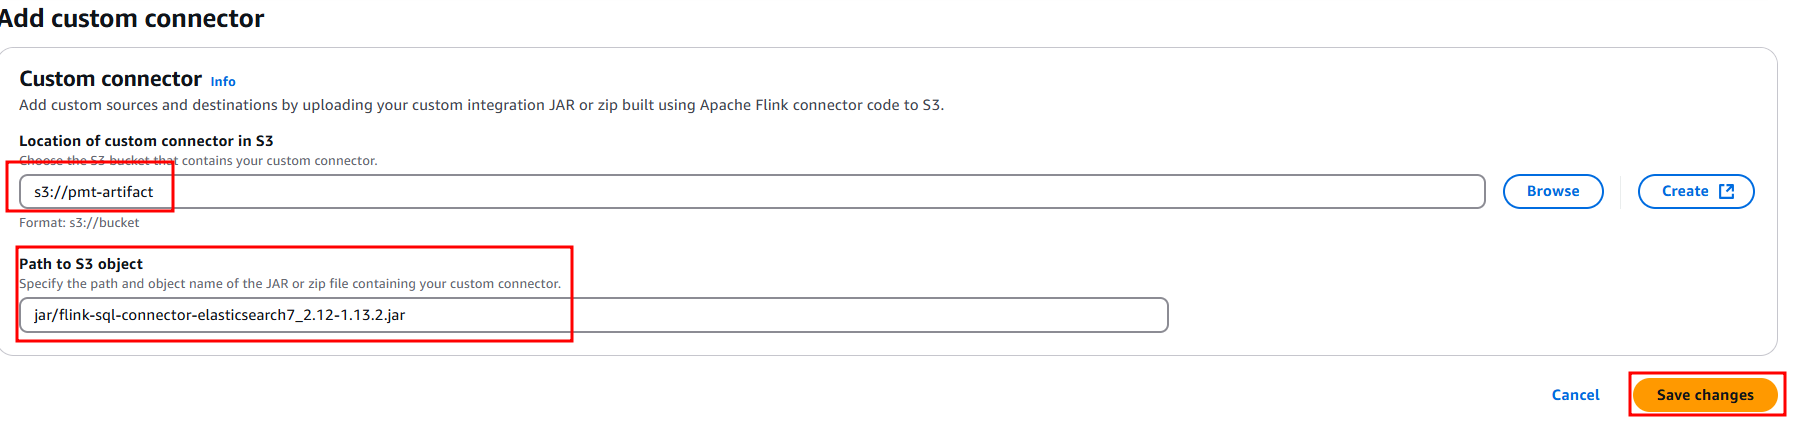 Add custom connector
Custom connector Info
Add custom sources and destinations by uploading your custom integration JAR or zip built using Apache Flink connector code to S3.
Location of custom connector in S3
Choose the S3 bucket that contains your custom connector.
s3://pmt-artifact
Browse
Create
Format: s3://bucket
Path to S3 object
Specify the path and object name of the JAR or zip file containing your custom connector.
jar/flink-sql-connector-elasticsearch7_2.12-1.13.2.jar
Cancel
Save changes